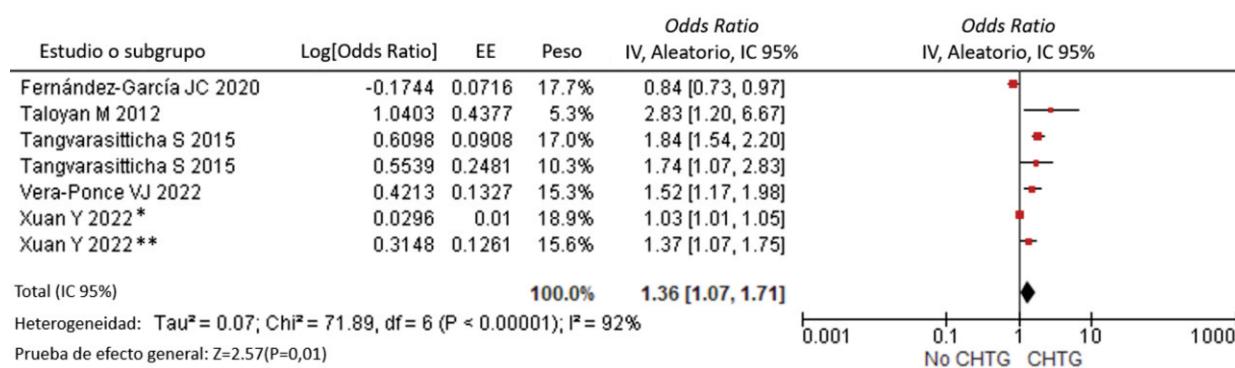 Odds Ratio Odds Ratio
Estudio o subgrupo Log[Odds Ratio] EE Peso IV, Aleatorio, IC 95% IV, Aleatorio, IC 95%
Fernández-García JC 2020 -0.1744 0.0716 17.7% 0.84 [0.73, 0.97]
Taloyan M 2012 1.0403 0.4377 5.3% 2.83 [1.20, 6.67]
Tangvarasitticha S 2015 0.6098 0.0908 17.0% 1.84 [1.54, 2.20]
Tangvarasitticha S 2015 0.5539 0.2481 10.3% 1.74 [1.07, 2.83]
Vera-Ponce VJ 2022 0.4213 0.1327 15.3% 1.52 [1.17, 1.98]
Xuan Y 2022* 0.0296 0.01 18.9% 1.03 [1.01, 1.05]
Xuan Y 2022** 0.3148 0.1261 15.6% 1.37 [1.07, 1.75]
Total (IC 95%) 100.0% 1.36 [1.07, 1.71]
Heterogeneidad: Tau² = 0.07; Chi² = 71.89, df = 6 (P < 0.00001); I² = 92%
Prueba de efecto general: Z=2.57(P=0,01)
0.001 0.1 1 10 1000
No CHTG CHTG